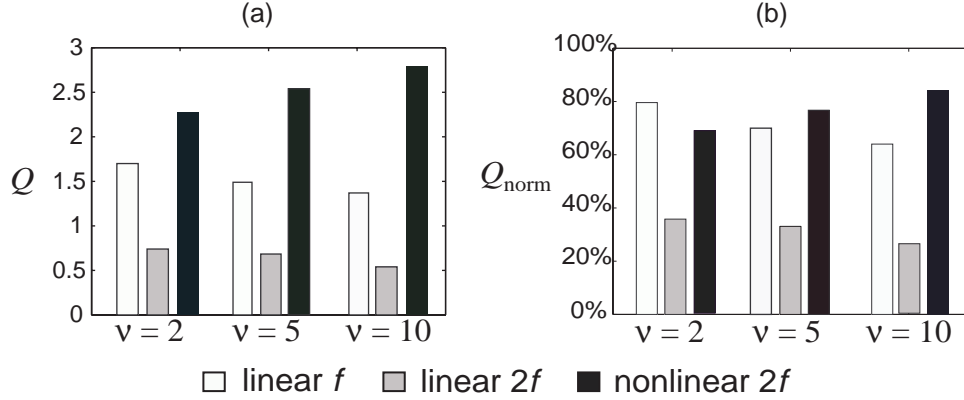 (a)
3
2.5
2
1.5
1
0.5
0
Q
ν = 2
ν = 5
ν = 10
(b)
100%
80%
60%
40%
20%
0%
Qnorm
ν = 2
ν = 5
ν = 10
linear f
linear 2f
nonlinear 2f